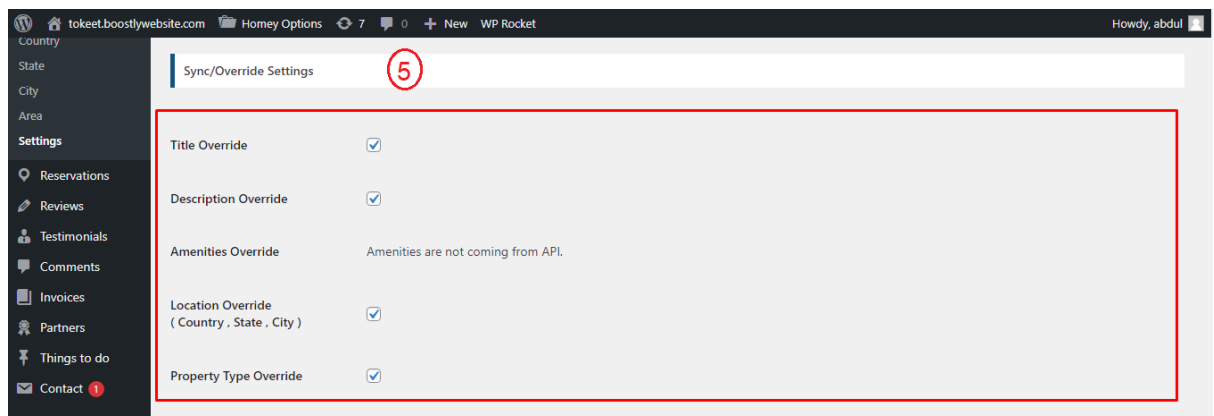 tokeet.boostlywebsite.com Homey Options 7 0 New WP Rocket Howdy, abdul
Country
State
City
Area
Settings
Reservations
Reviews
Testimonials
Comments
Invoices
Partners
Things to do
Contact 1
Sync/Override Settings 5
Title Override
Description Override
Amenities Override Amenities are not coming from API.
Location Override
( Country , State , City )
Property Type Override